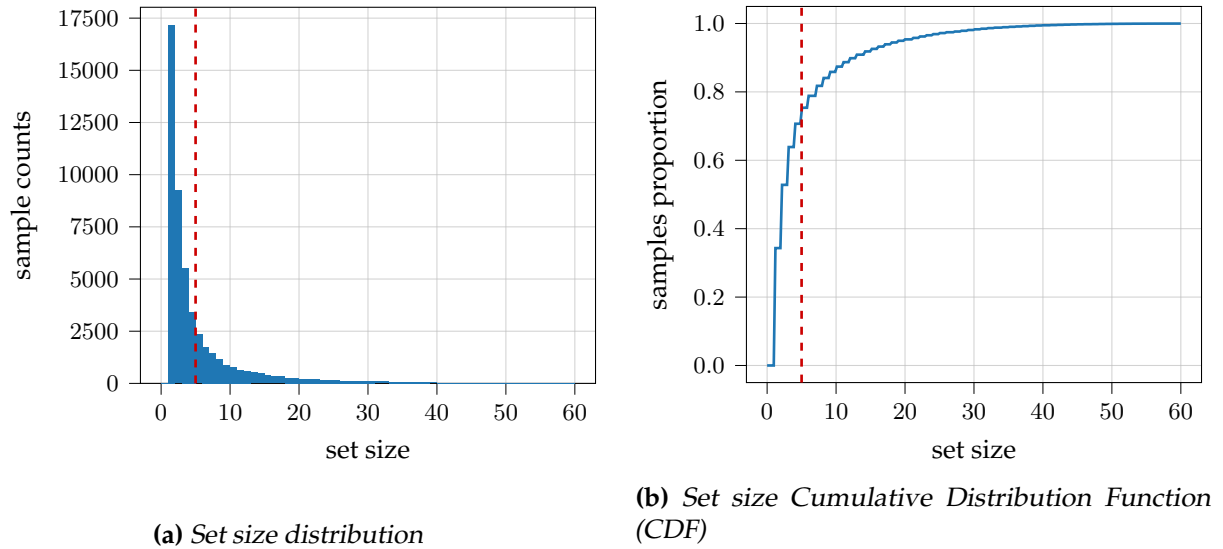 17500
15000
12500
10000
7500
5000
2500
0
sample counts
0 10 20 30 40 50 60
set size
(a) Set size distribution
1.0
0.8
0.6
0.4
0.2
0.0
samples proportion
0 10 20 30 40 50 60
set size
(b) Set size Cumulative Distribution Function
(CDF)